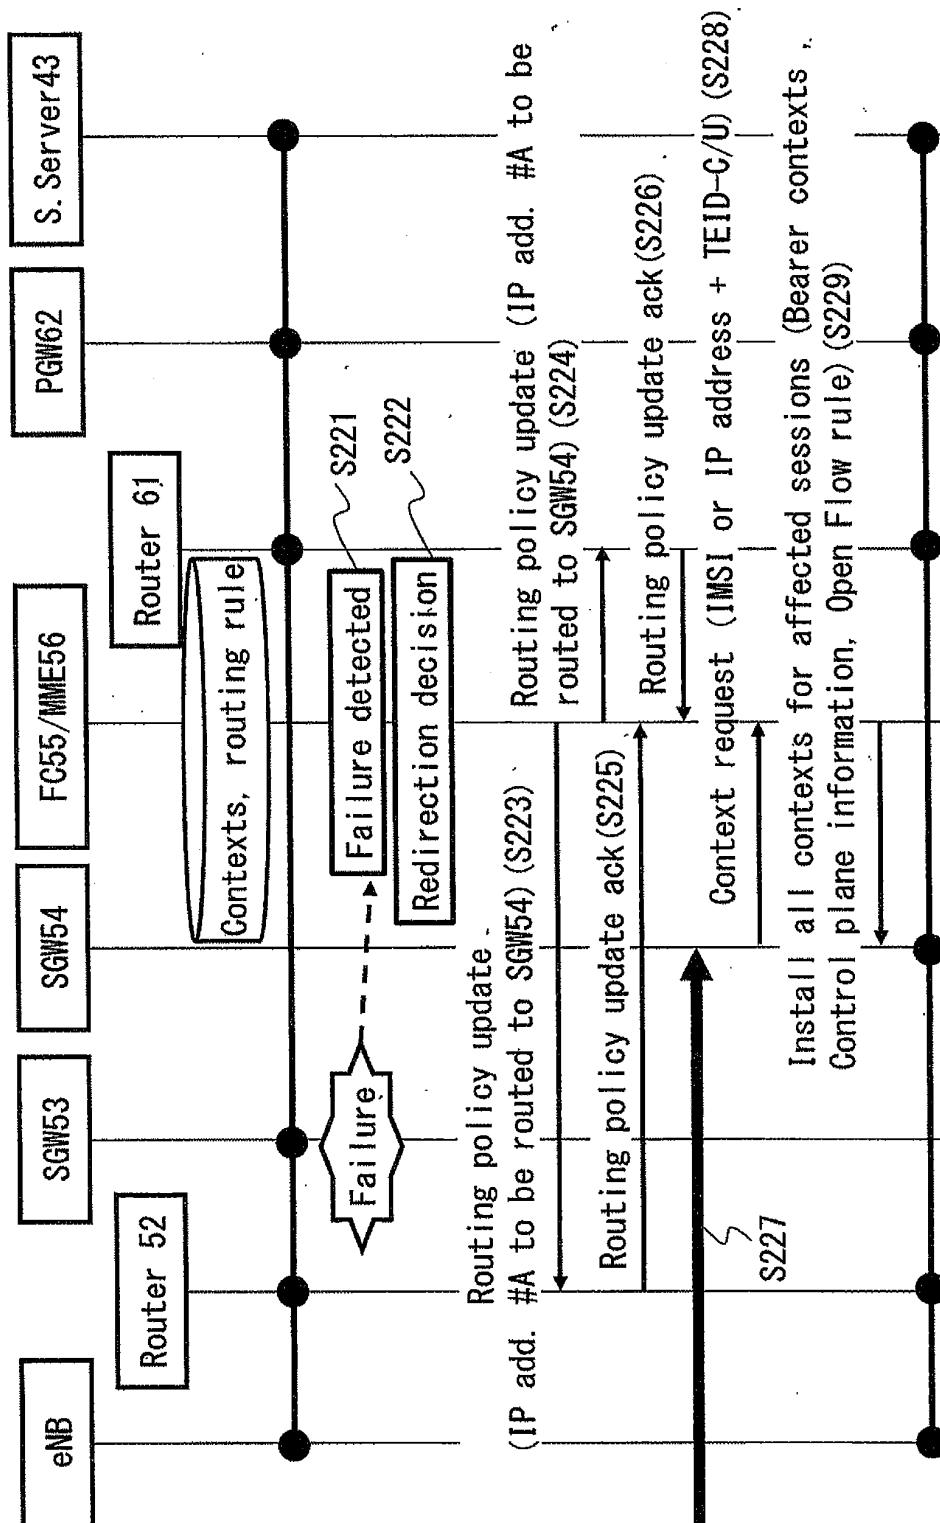 eNB
Router 52
SGW53
SGW54
FC55/MME56
Router 61
PGW62
S. Server43
Contexts, routing rule
Failure
Failure detected
S221
Redirection decision
S222
Routing policy update
(IP add. #A to be routed to SGW54) (S223)
Routing policy update (IP add. #A to be
routed to SGW54) (S224)
Routing policy update ack(S225)
Routing policy update ack(S226)
S227
Context request (IMSI or IP address + TEID-C/U) (S228)
Install all contexts for affected sessions (Bearer contexts,
Control plane information, Open Flow rule) (S229)